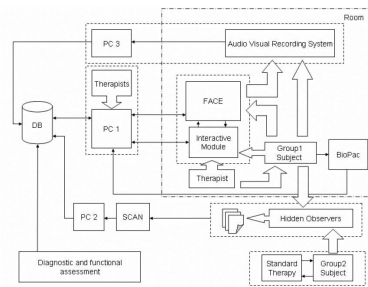 Room
PC 3
Audio Visual Recording System
Therapists
FACE
DB
PC 1
Interactive
Module
Group1
Subject
BioPac
Therapist
PC 2
SCAN
Hidden Observers
Diagnostic and functional
assessment
Standard
Therapy
Group2
Subject